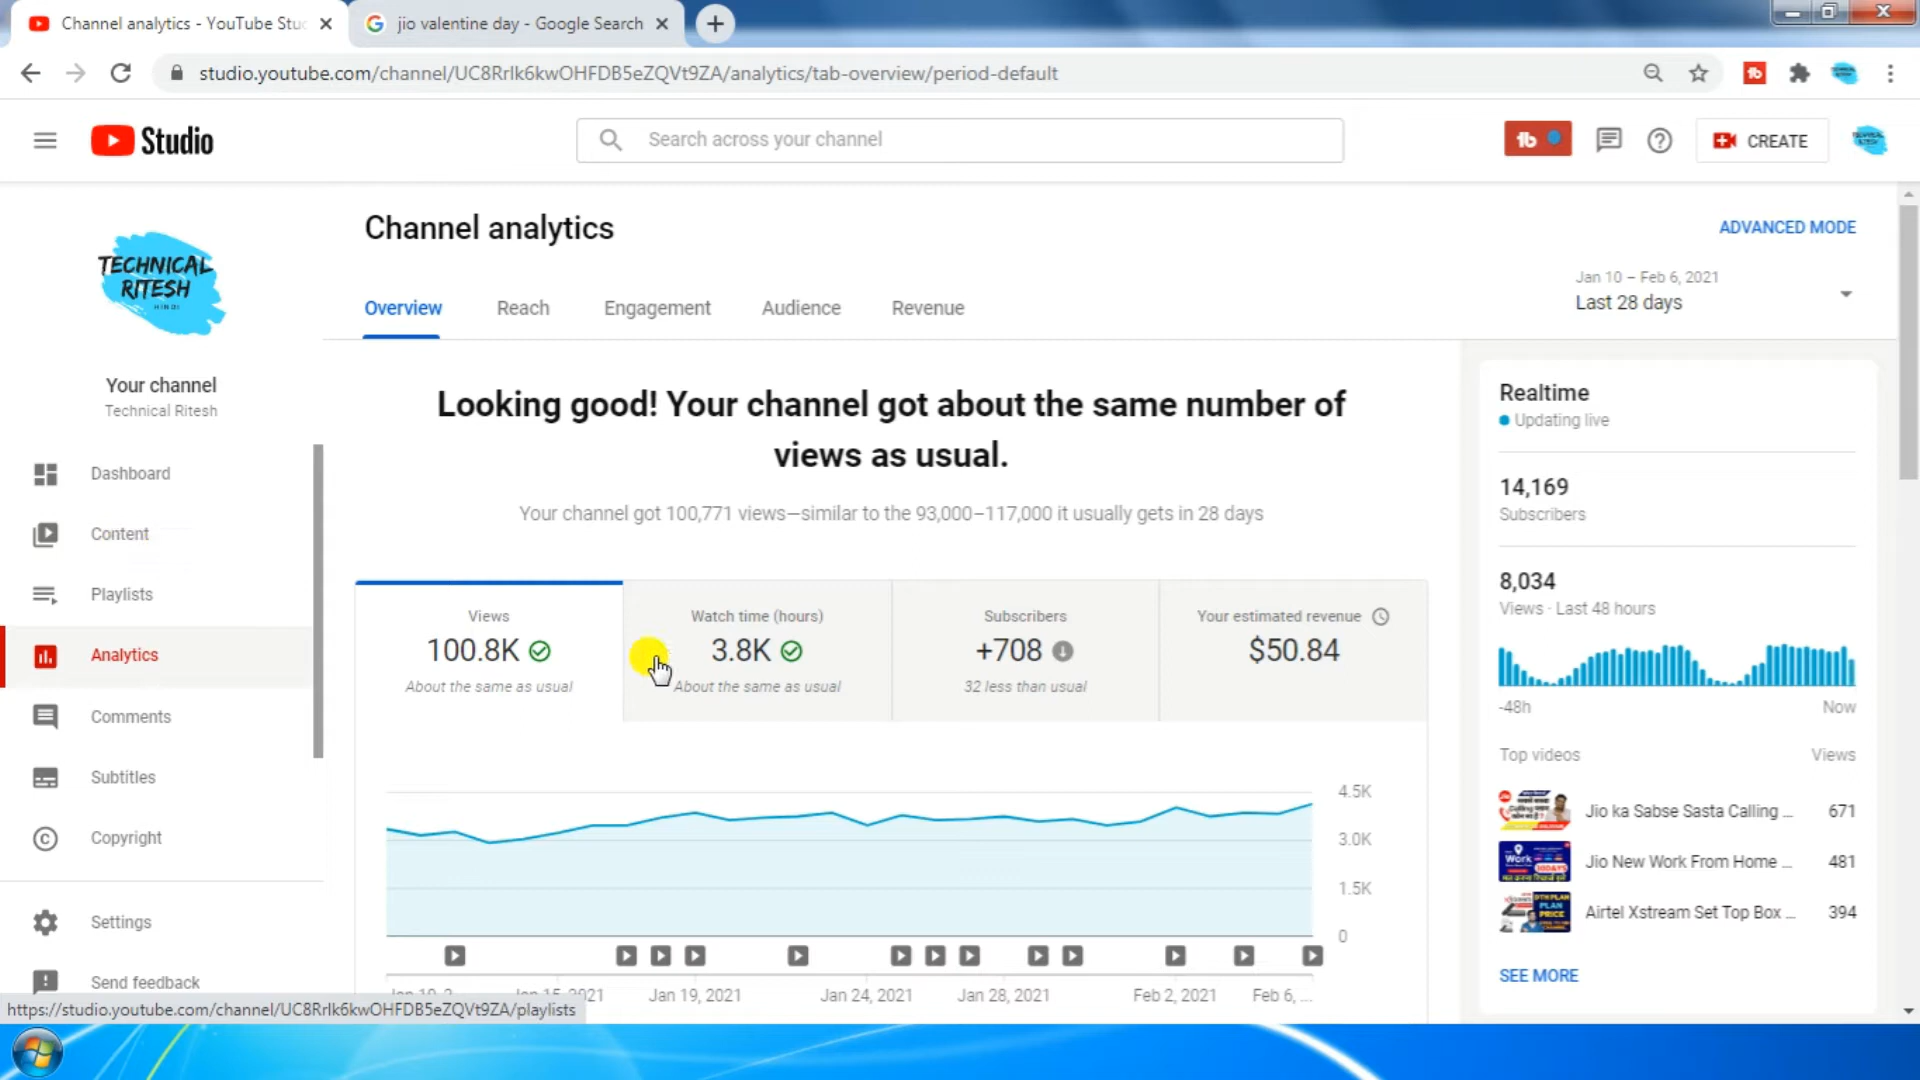 Channel analytics - YouTube Stu
jio valentine day - Google Search
studio.youtube.com/channel/UC8Rrlk6kwOHFDB5eZQVt9ZA/analytics/tab-overview/period-default
Studio
Search across your channel
CREATE
TECHNICAL
RITESH
Your channel
Technical Ritesh
Dashboard
Content
Playlists
Analytics
Comments
Subtitles
Copyright
Settings
Send feedback
Channel analytics
ADVANCED MODE
Jan 10 – Feb 6, 2021
Last 28 days
Overview
Reach
Engagement
Audience
Revenue
Looking good! Your channel got about the same number of
views as usual.
Your channel got 100,771 views—similar to the 93,000–117,000 it usually gets in 28 days
Views
100.8K
About the same as usual
Watch time (hours)
3.8K
About the same as usual
Subscribers
+708
32 less than usual
Your estimated revenue
$50.84
4.5K
3.0K
1.5K
0
Jan 19, 2021
Jan 24, 2021
Jan 28, 2021
Feb 2, 2021
Feb 6, ...
Realtime
Updating live
14,169
Subscribers
8,034
Views · Last 48 hours
-48h
Now
Top videos
Views
Jio ka Sabse Sasta Calling ...
671
Jio New Work From Home ...
481
Airtel Xstream Set Top Box ...
394
SEE MORE
https://studio.youtube.com/channel/UC8Rrlk6kwOHFDB5eZQVt9ZA/playlists